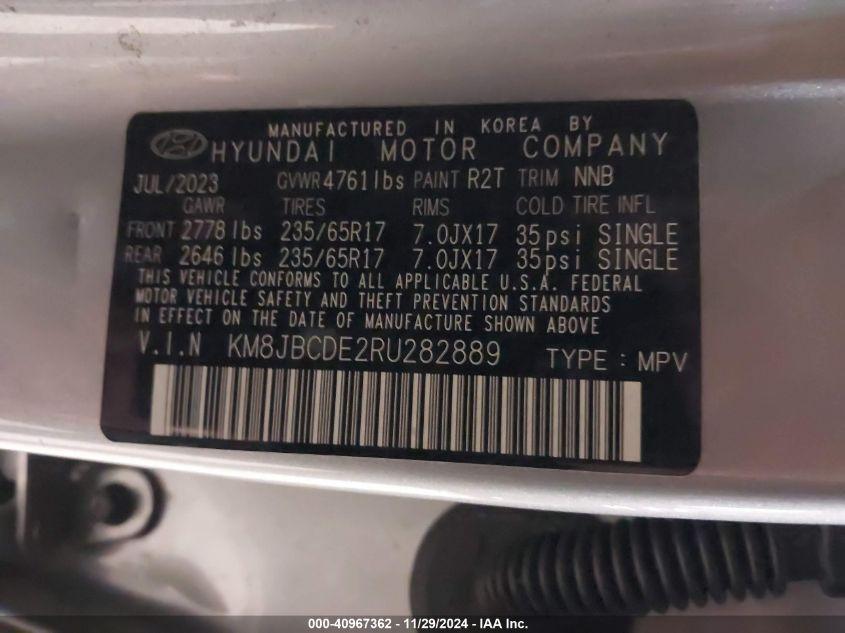 MANUFACTURED IN KOREA BY
HYUNDAI MOTOR COMPANY
JUL/2023 GVWR 4761lbs PAINT R2T TRIM NNB
GAWR TIRES RIMS COLD TIRE INFL
FRONT 2778 lbs 235/65R17 7.0JX17 35psi SINGLE
REAR 2646 lbs 235/65R17 7.0JX17 35psi SINGLE
THIS VEHICLE CONFORMS TO ALL APPLICABLE U.S.A. FEDERAL
MOTOR VEHICLE SAFETY AND THEFT PREVENTION STANDARDS
IN EFFECT ON THE DATE OF MANUFACTURE SHOWN ABOVE
V.I.N KM8JBCDE2RU282889 TYPE : MPV
000-40967362 - 11/29/2024 - IAA Inc.